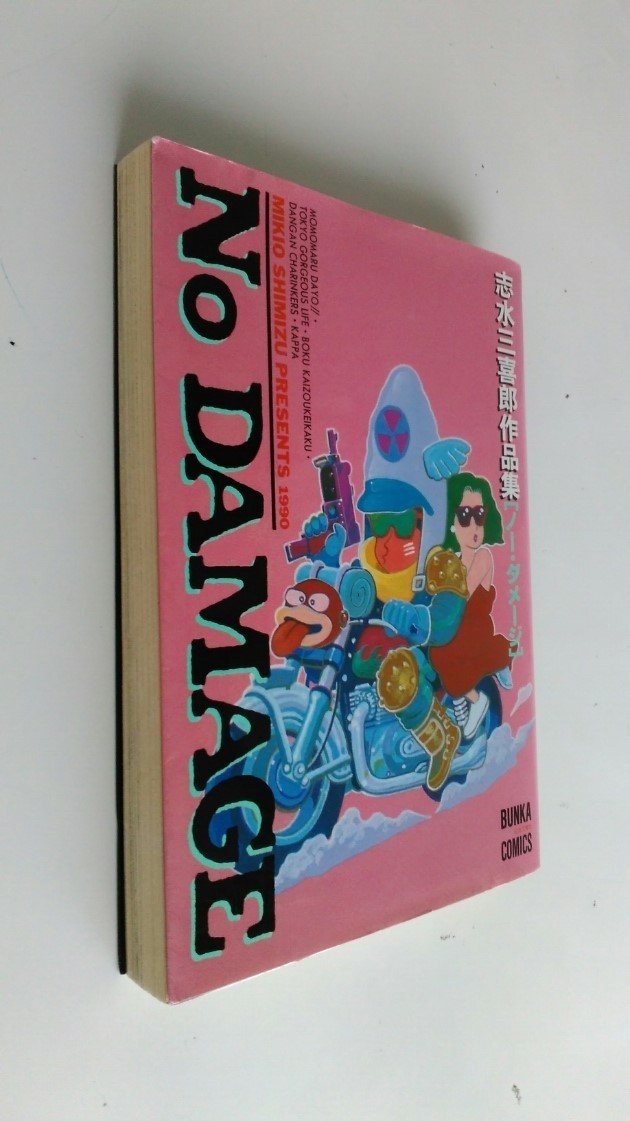 No DAMAGE
MIKIO SHIMIZU PRESENTS 1990
MOMOMARU DAYO!! •
TOKYO GORGEOUS LIFE • BOKU KAIZOUKEIKAKU •
DANGAN CHARINKERS • KAPPA
志水三喜郎作品集[ノー・ダメージ]
BUNKA
COMICS